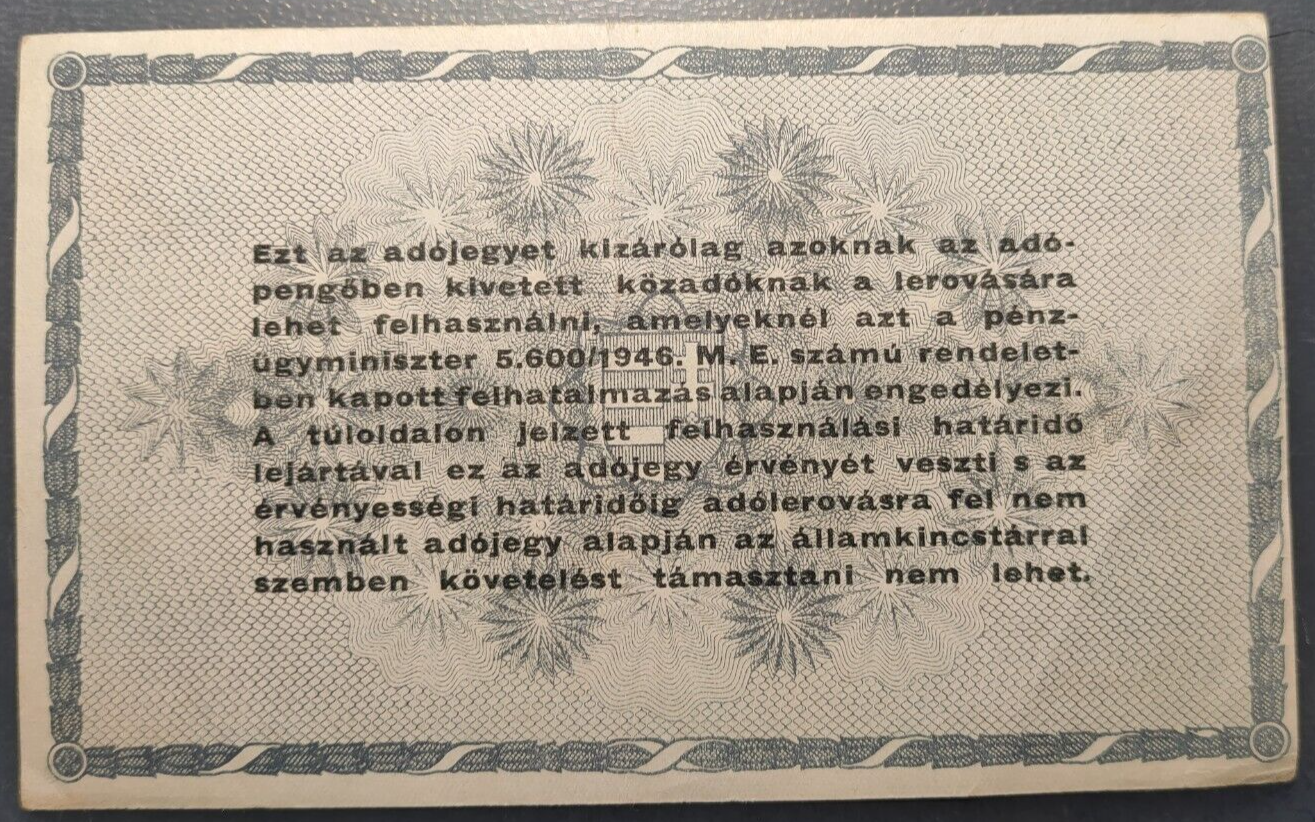 Ezt az adójegyet kizárólag azoknak az adó-
pengőben kivetett közadóknak a lerovására
lehet felhasználni, amelyeknél azt a pénz-
ügyminiszter 5.600/1946. M. E. számú rendelet-
ben kapott felhatalmazás alapján engedélyezi.
A túloldalon jelzett felhasználási határidő
lejártával ez az adójegy érvényét veszti s az
érvényességi határidőig adólerovásra fel nem
használt adójegy alapján az államkincstárral
szemben követelést támasztani nem lehet.